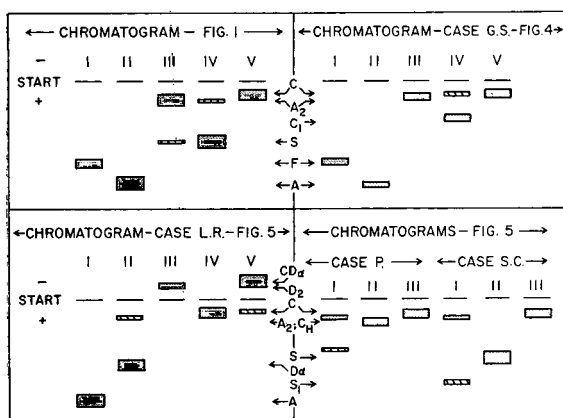 CHROMATOGRAM - FIG. 1
CHROMATOGRAM-CASE G.S.-FIG.4
- I II III IV V
I II III IV V
START
+
C
A2
C1
S
F
A
CHROMATOGRAM-CASE L.R.-FIG.5
CHROMATOGRAMS-FIG. 5
CASE P. CASE S.C.
I II III IV V
I II III I II III
-
START
+
CDα
D2
C
A2;CH
S
Dα
S1
A